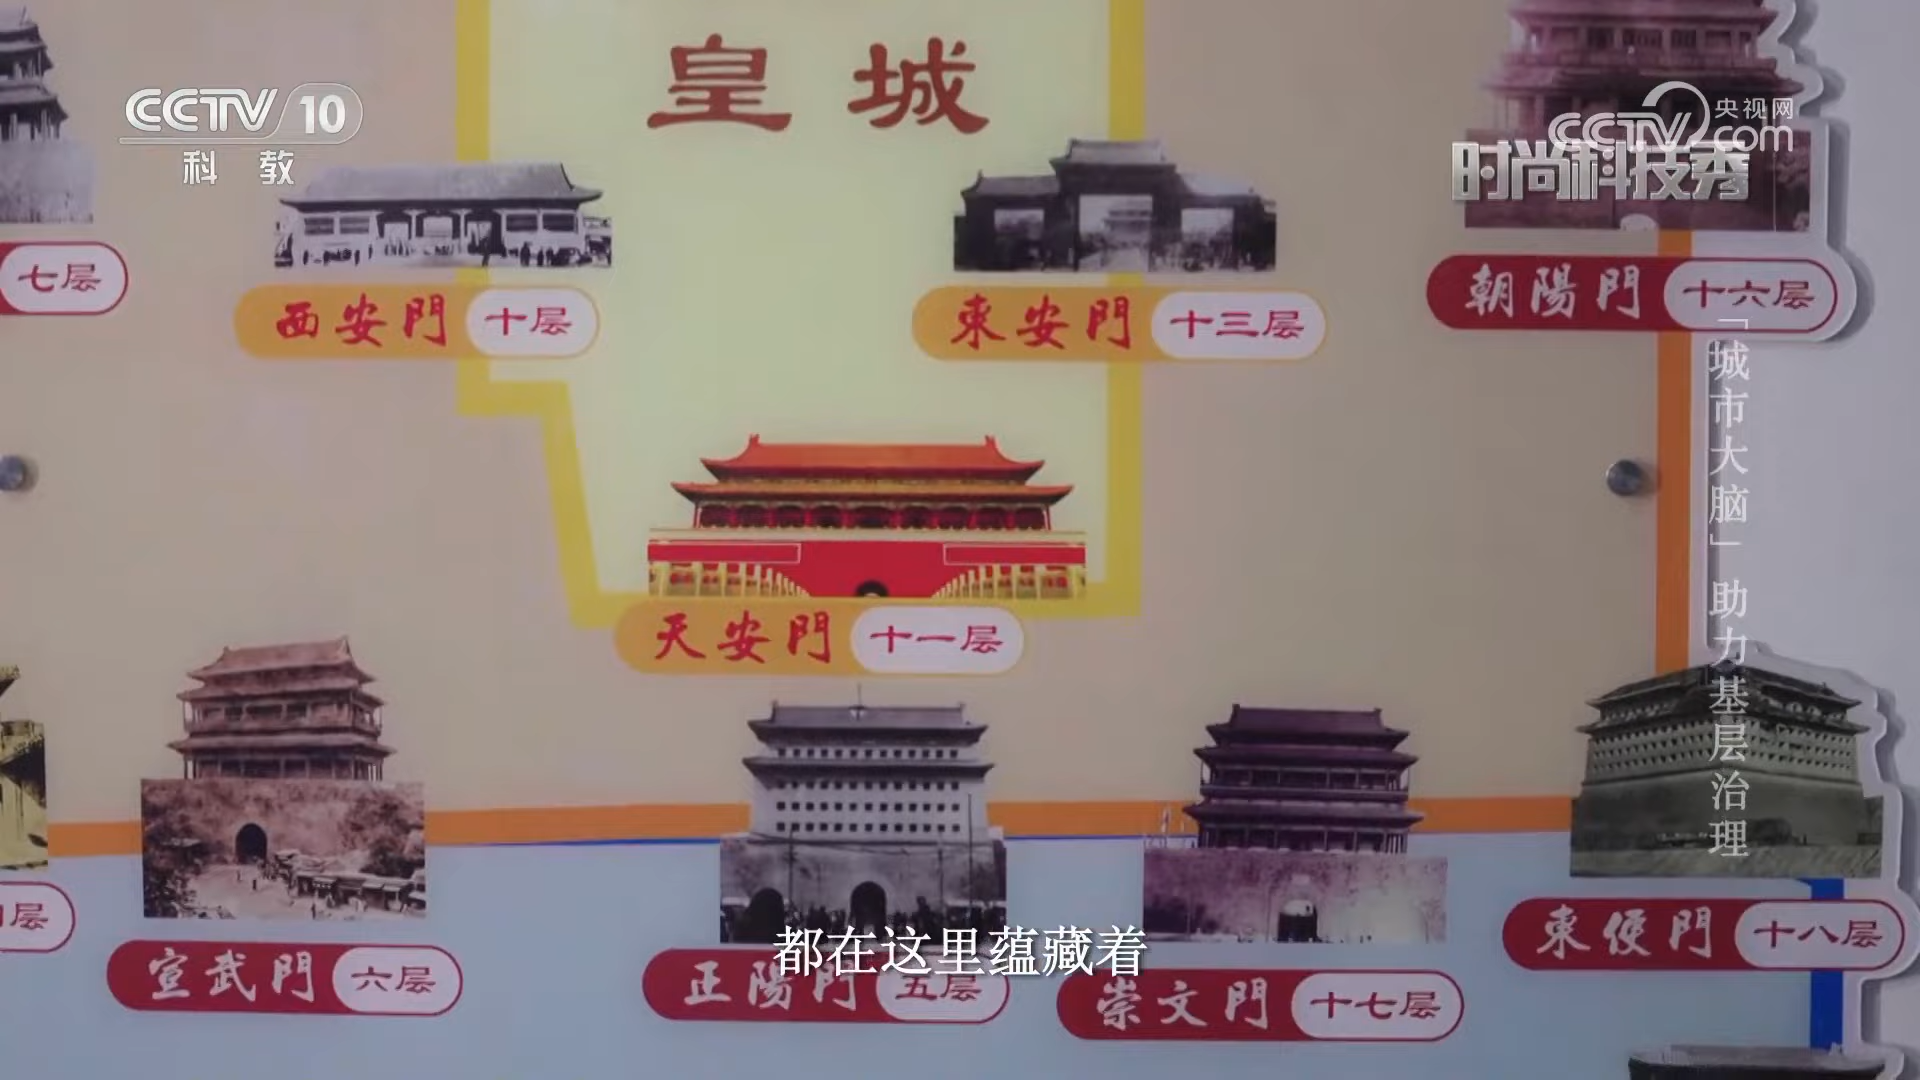 皇城
CCTV 10
科教
央视网
CCTV.com
时尚科技秀
七层
西安門 十层
東安門 十三层
朝陽門 十六层
「城市大脑」助力基层治理
天安門 十一层
层
宣武門 六层
正陽門 五层
崇文門 十七层
東便門 十八层
都在这里蕴藏着